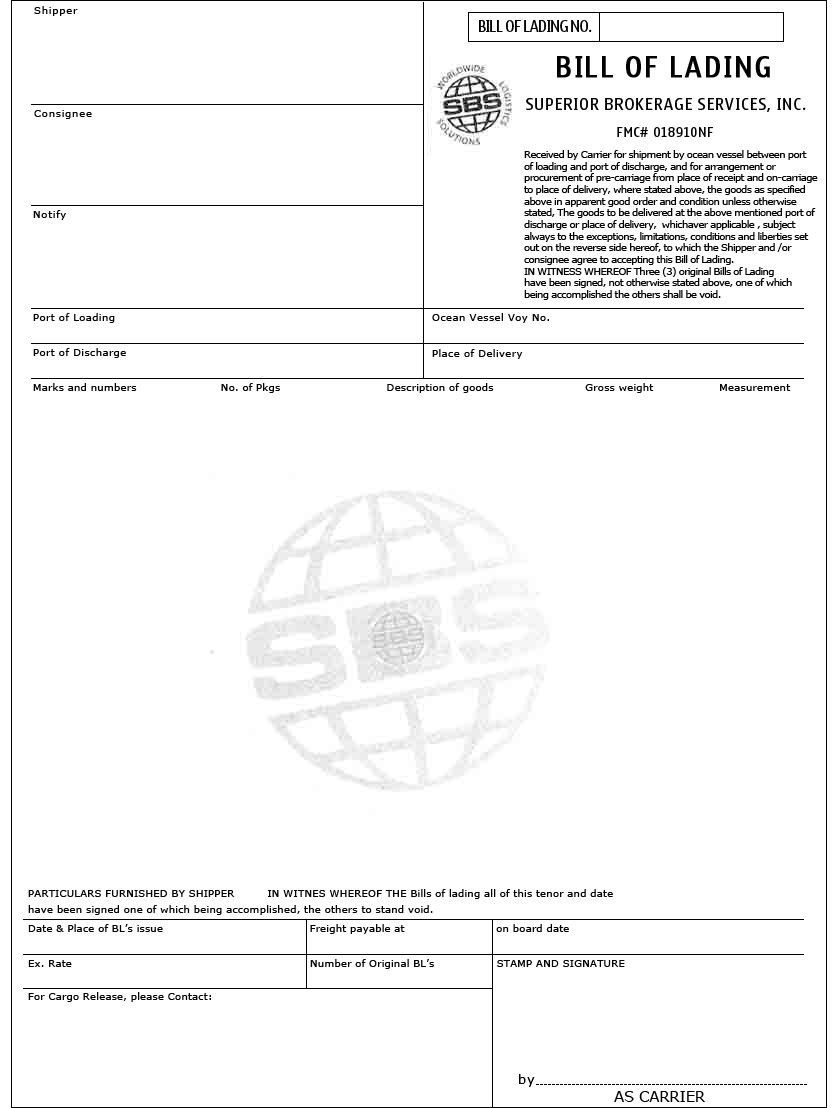 Shipper
BILL OF LADING NO.
BILL OF LADING
WORLDWIDE LOGISTICS SOLUTIONS
SBS
SUPERIOR BROKERAGE SERVICES, INC.
FMC# 018910NF
Consignee
Received by Carrier for shipment by ocean vessel between port
of loading and port of discharge, and for arrangement or
procurement of pre-carriage from place of receipt and on-carriage
to place of delivery, where stated above, the goods as specified
above in apparent good order and condition unless otherwise
stated, The goods to be delivered at the above mentioned port of
discharge or place of delivery, whichaver applicable , subject
always to the exceptions, limitations, conditions and liberties set
out on the reverse side hereof, to which the Shipper and /or
consignee agree to accepting this Bill of Lading.
IN WITNESS WHEREOF Three (3) original Bills of Lading
have been signed, not otherwise stated above, one of which
being accomplished the others shall be void.
Notify
Port of Loading
Ocean Vessel Voy No.
Port of Discharge
Place of Delivery
Marks and numbers No. of Pkgs Description of goods Gross weight Measurement
SBS
SBS
PARTICULARS FURNISHED BY SHIPPER IN WITNES WHEREOF THE Bills of lading all of this tenor and date
have been signed one of which being accomplished, the others to stand void.
Date & Place of BL's issue Freight payable at on board date
Ex. Rate Number of Original BL's STAMP AND SIGNATURE
For Cargo Release, please Contact:
by
AS CARRIER